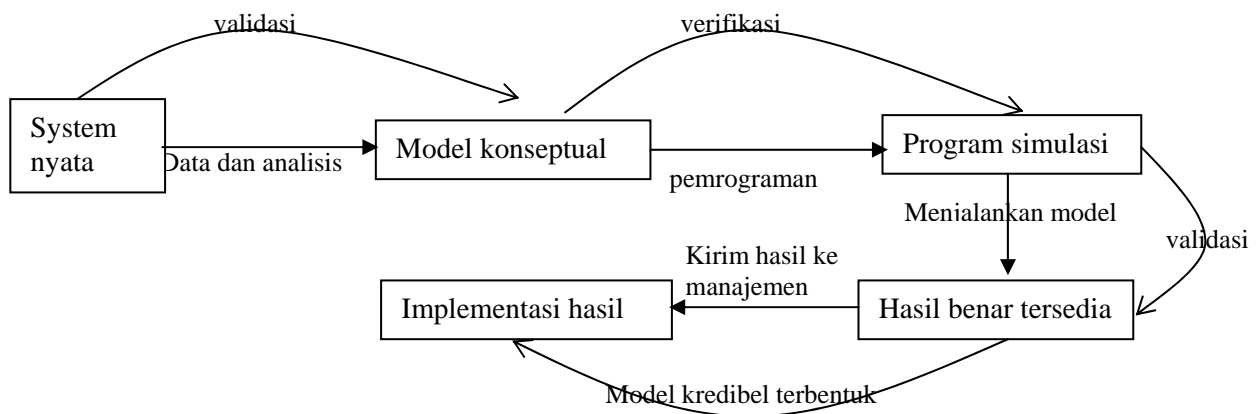 validasi
verifikasi
System
nyata
Data dan analisis
Model konseptual
pemrograman
Program simulasi
Menjalankan model
validasi
Kirim hasil ke
manajemen
Implementasi hasil
Hasil benar tersedia
Model kredibel terbentuk